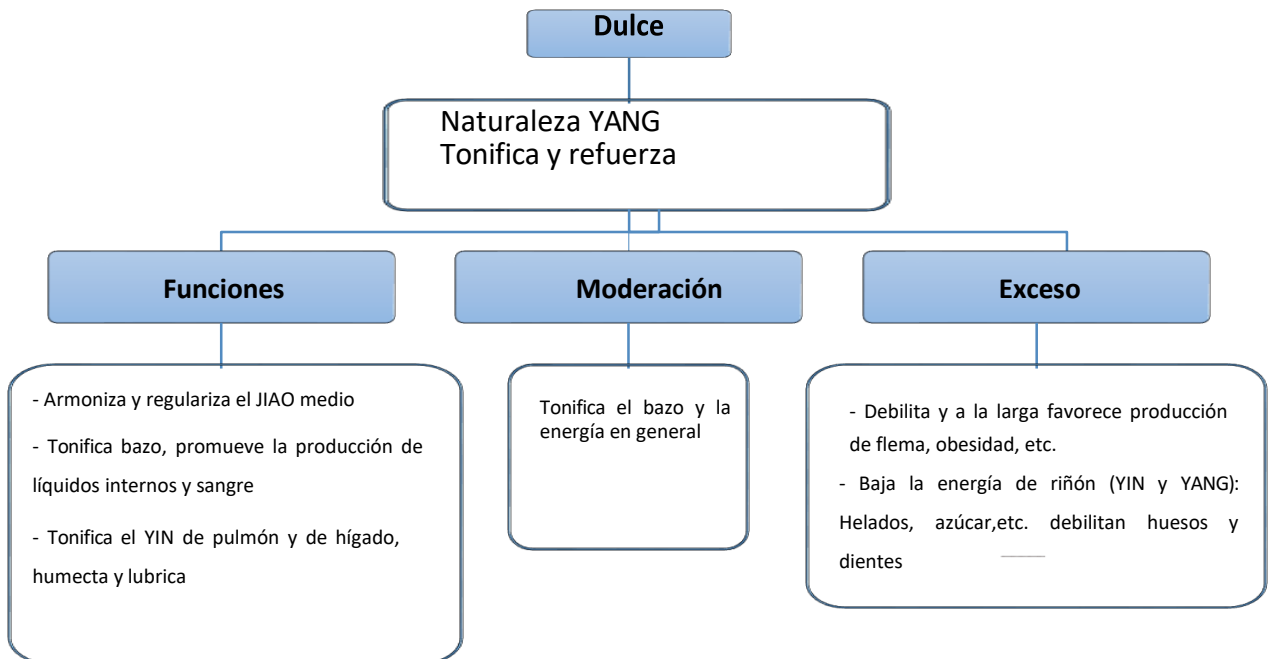 Dulce
Naturaleza YANG
Tonifica y refuerza
Funciones
Moderación
Exceso
- Armoniza y regulariza el JIAO medio
- Tonifica bazo, promueve la producción de
líquidos internos y sangre
- Tonifica el YIN de pulmón y de hígado,
humecta y lubrica
Tonifica el bazo y la
energía en general
- Debilita y a la larga favorece producción
de flema, obesidad, etc.
- Baja la energía de riñón (YIN y YANG):
Helados, azúcar,etc. debilitan huesos y
dientes